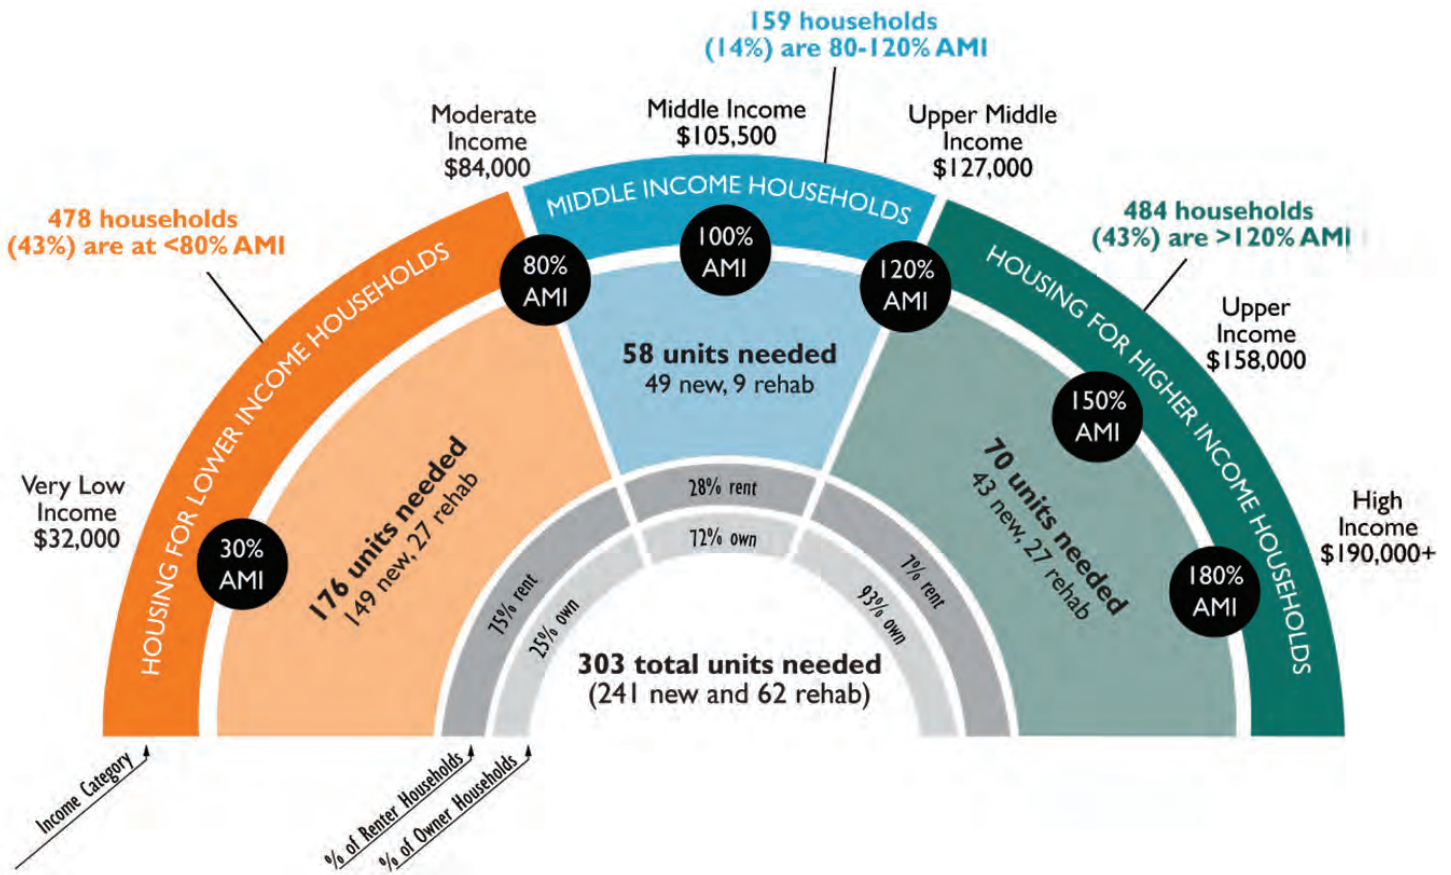 159 households
(14%) are 80-120% AMI
Moderate
Income
$84,000
Middle Income
$105,500
Upper Middle
Income
$127,000
478 households
(43%) are at <80% AMI
484 households
(43%) are >120% AMI
MIDDLE INCOME HOUSEHOLDS
HOUSING FOR LOWER INCOME HOUSEHOLDS
HOUSING FOR HIGHER INCOME HOUSEHOLDS
80%
AMI
100%
AMI
120%
AMI
Upper
Income
$158,000
58 units needed
49 new, 9 rehab
150%
AMI
Very Low
Income
$32,000
30%
AMI
176 units needed
149 new, 27 rehab
70 units needed
43 new, 27 rehab
High
Income
$190,000+
180%
AMI
28% rent
72% own
75% rent
25% own
7% rent
93% own
303 total units needed
(241 new and 62 rehab)
Income Category
% of Renter Households
% of Owner Households